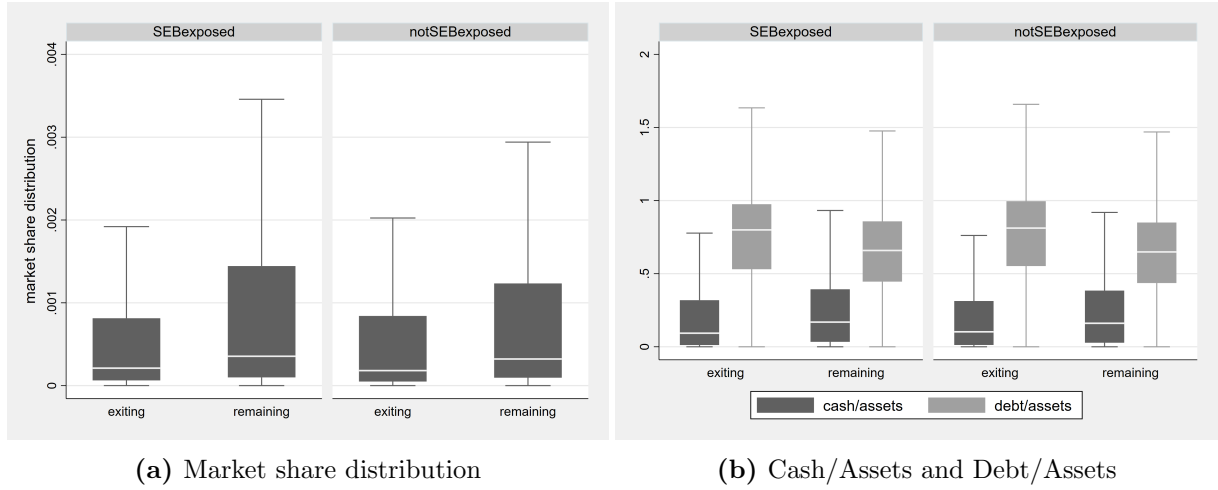 SEBexposed
notSEBexposed
market share distribution
.004
.003
.002
.001
0
exiting
remaining
exiting
remaining
SEBexposed
notSEBexposed
2
1.5
1
.5
0
exiting
remaining
exiting
remaining
cash/assets
debt/assets
(a) Market share distribution
(b) Cash/Assets and Debt/Assets